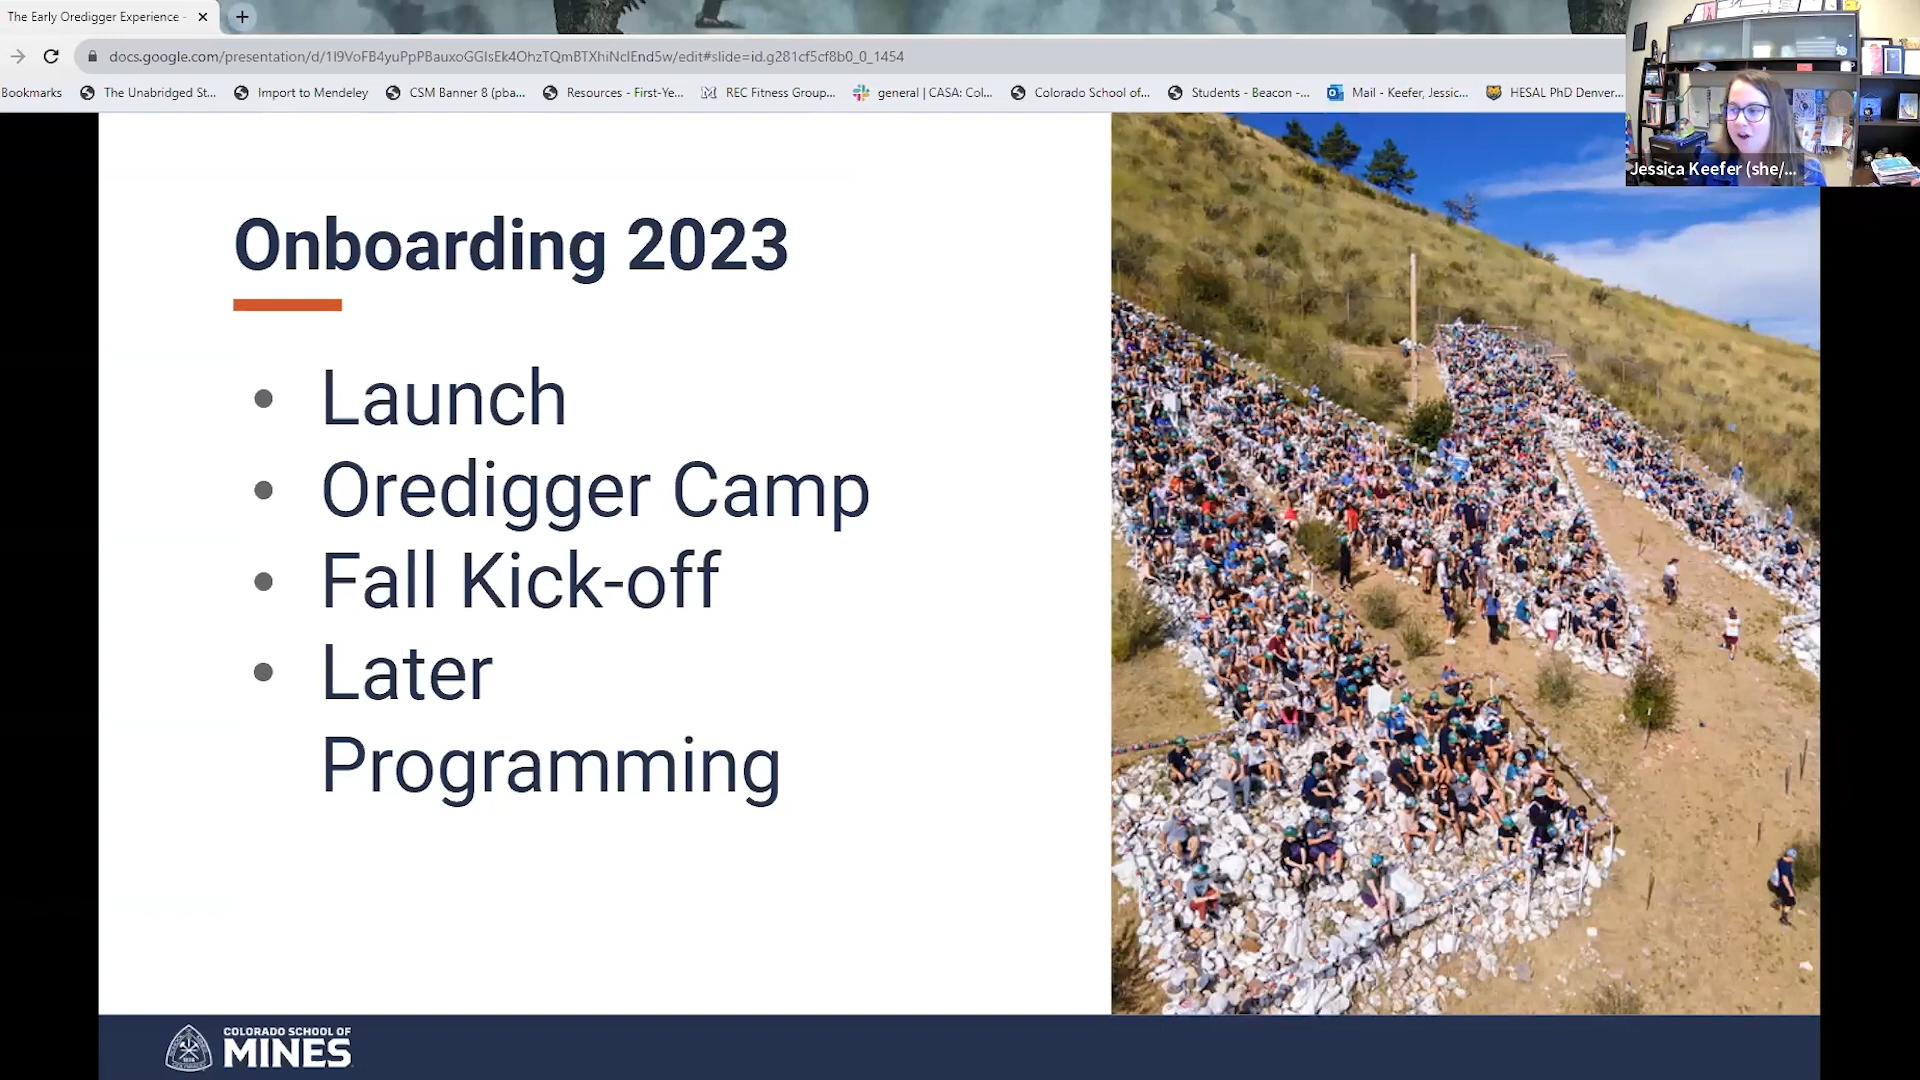 The Early Oredigger Experience -
docs.google.com/presentation/d/1I9VoFB4yuPpPBauxoGGIsEk4OhzTQmBTXhiNclEnd5w/edit#slide=id.g281cf5cf8b0_0_1454
Bookmarks The Unabridged St... Import to Mendeley CSM Banner 8 (pba... Resources - First-Ye... REC Fitness Group... general | CASA: Col... Colorado School of... Students - Beacon -... Mail - Keefer, Jessic... HESAL PhD Denver...
Jessica Keefer (she/...
Onboarding 2023
• Launch
• Oredigger Camp
• Fall Kick-off
• Later
Programming
COLORADO SCHOOL OF
MINES